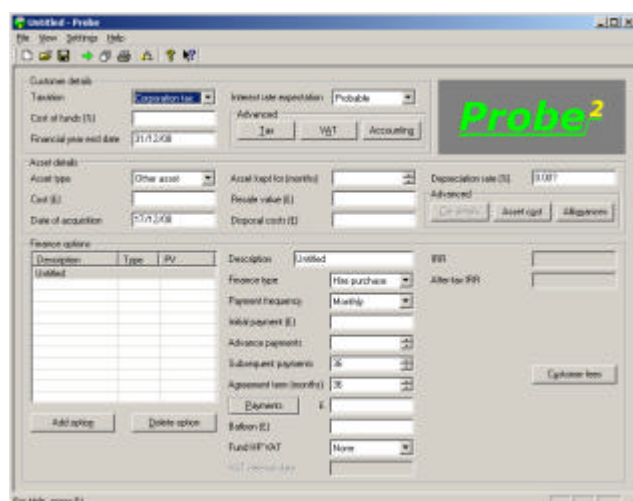 Untitled - Probe
File View Settings Help
Customer details
Taxation Corporation tax Interest rate expectation Probable
Cost of funds (%) Advanced
Tax VAT Accounting
Financial year end date 31/12/08
Probe2
Asset details
Asset type Other asset Asset kept for (months) Depreciation rate (%)
Cost (£) Resale value (£) Advanced
Date of acquisition 17/12/08 Disposal costs (£) Asset cost Allowances
Finance options
Description Type PV Description Untitled IRR
Untitled Finance type Hire purchase After tax IRR
Payment frequency Monthly
Initial payment (£)
Advance payments
Subsequent payments 36
Agreement term (months) 36 Customer fees
Payments £
Add option Delete option Balloon (£)
Fund HP VAT None